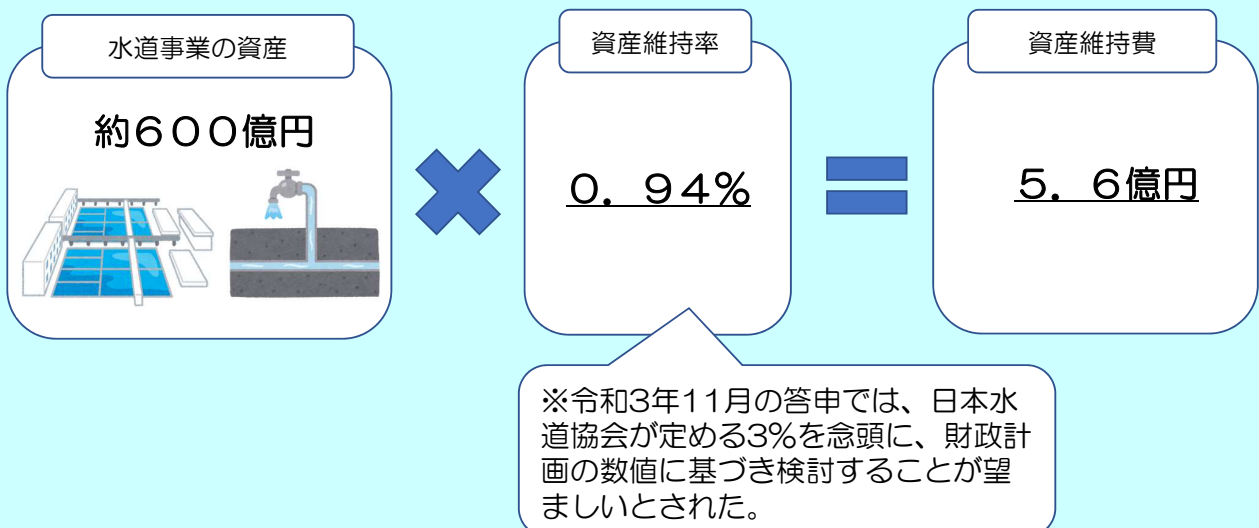 水道事業の資産
約600億円
資産維持率
0.94%
資産維持費
5.6億円
※令和3年11月の答申では、日本水
道協会が定める3%を念頭に、財政計
画の数値に基づき検討することが望
ましいとされた。